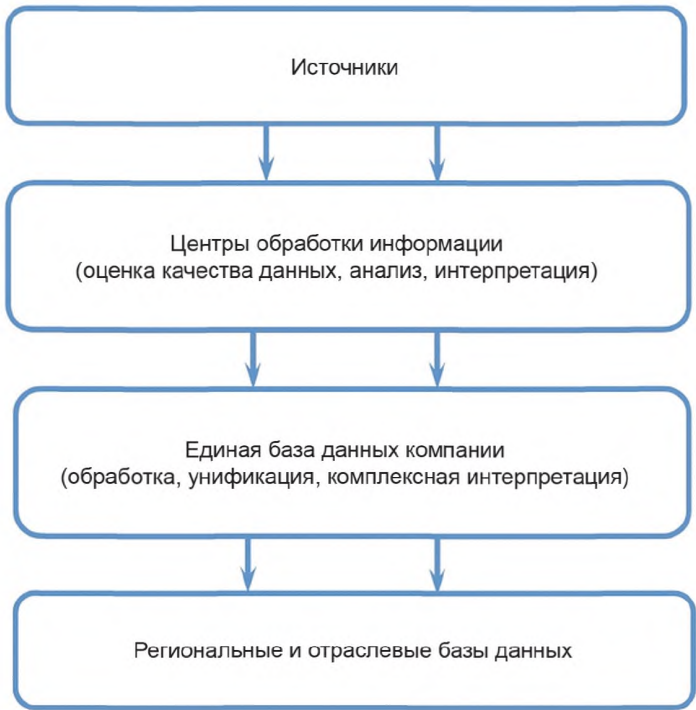 Источники
Центры обработки информации
(оценка качества данных, анализ, интерпретация)
Единая база данных компании
(обработка, унификация, комплексная интерпретация)
Региональные и отраслевые базы данных